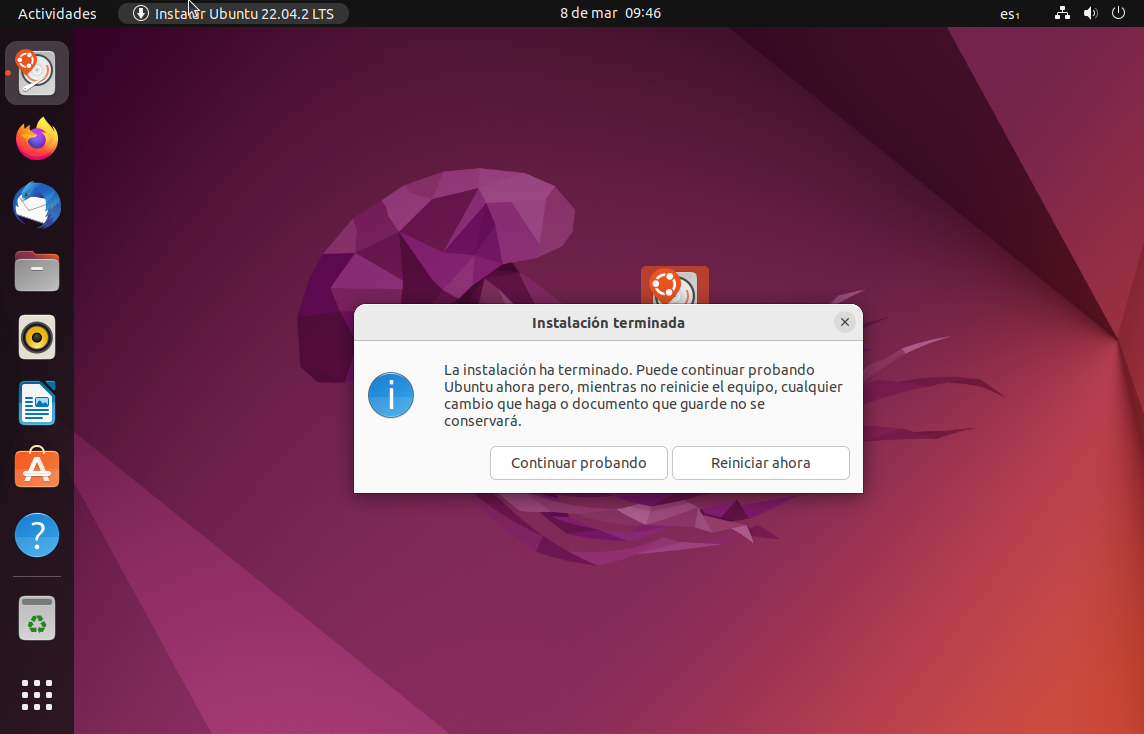 Actividades
Instalar Ubuntu 22.04.2 LTS
8 de mar 09:46
es₁
Instalación terminada
La instalación ha terminado. Puede continuar probando
Ubuntu ahora pero, mientras no reinicie el equipo, cualquier
cambio que haga o documento que guarde no se
conservará.
Continuar probando
Reiniciar ahora